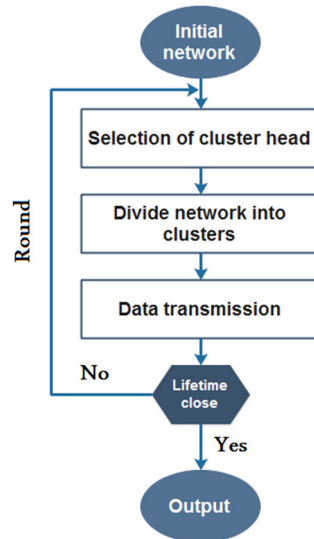 Initial
network
Selection of cluster head
Divide network into
clusters
Data transmission
Round
No
Lifetime
close
Yes
Output